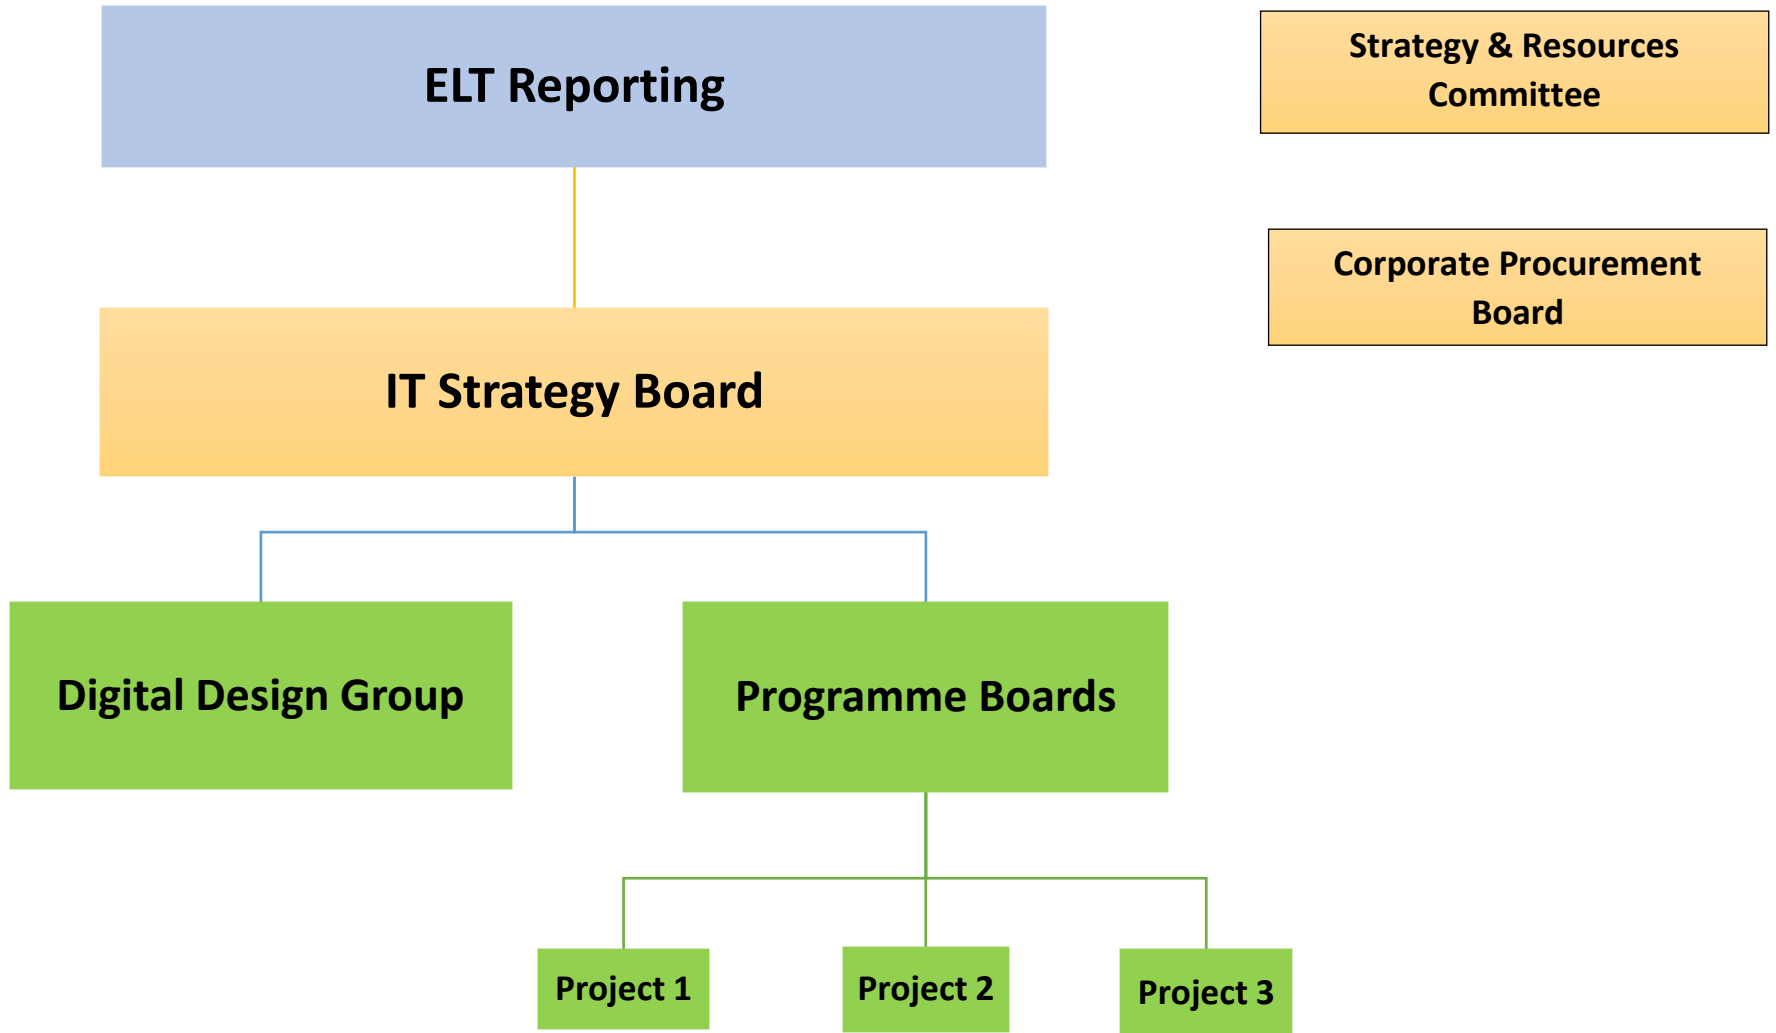 ELT Reporting
Strategy & Resources
Committee
Corporate Procurement
Board
IT Strategy Board
Digital Design Group
Programme Boards
Project 1
Project 2
Project 3